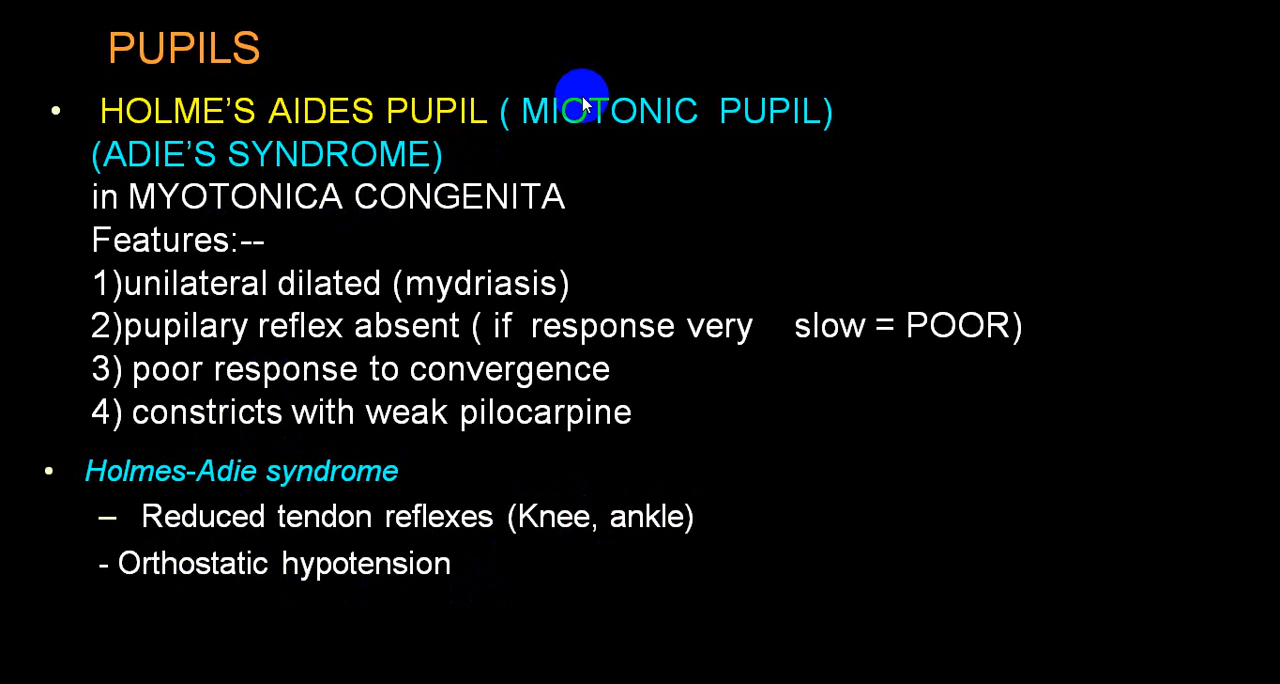 PUPILS
• HOLME'S AIDES PUPIL ( MIOTONIC PUPIL)
(ADIE'S SYNDROME)
in MYOTONICA CONGENITA
Features:--
1)unilateral dilated (mydriasis)
2)pupilary reflex absent ( if response very slow = POOR)
3) poor response to convergence
4) constricts with weak pilocarpine
• Holmes-Adie syndrome
– Reduced tendon reflexes (Knee, ankle)
- Orthostatic hypotension